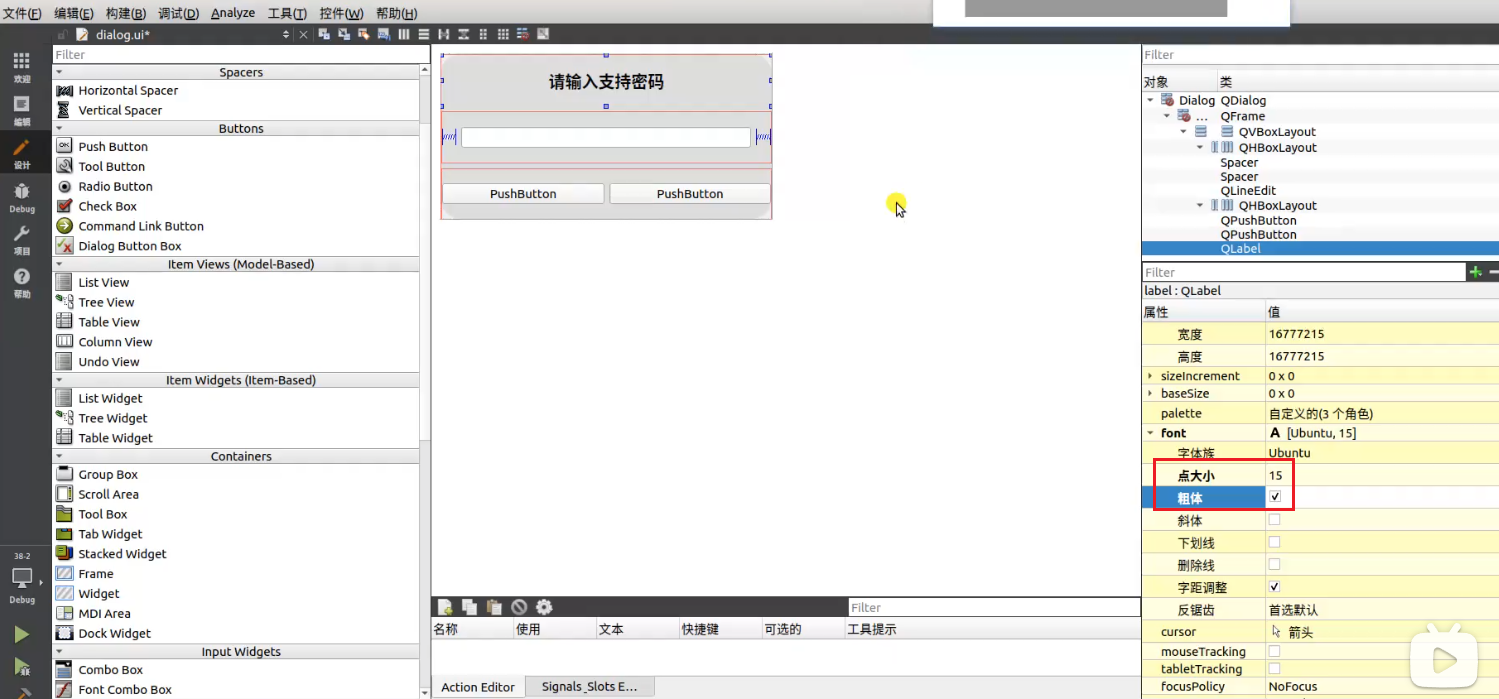 文件(F) 编辑(E) 构建(B) 调试(D) Analyze 工具(T) 控件(W) 帮助(H)
dialog.ui*
欢迎
编辑
设计
Debug
项目
帮助
38-2
Debug
Filter
Spacers
Horizontal Spacer
Vertical Spacer
Buttons
Push Button
Tool Button
Radio Button
Check Box
Command Link Button
Dialog Button Box
Item Views (Model-Based)
List View
Tree View
Table View
Column View
Undo View
Item Widgets (Item-Based)
List Widget
Tree Widget
Table Widget
Containers
Group Box
Scroll Area
Tool Box
Tab Widget
Stacked Widget
Frame
Widget
MDI Area
Dock Widget
Input Widgets
Combo Box
Font Combo Box
请输入支持密码
PushButton PushButton
Filter
名称 使用 文本 快捷键 可选的 工具提示
Action Editor Signals_Slots E...
Filter
对象 类
Dialog QDialog
... QFrame
QVBoxLayout
QHBoxLayout
Spacer
Spacer
QLineEdit
QHBoxLayout
QPushButton
QPushButton
QLabel
Filter
label : QLabel
属性 值
宽度 16777215
高度 16777215
sizeIncrement 0 x 0
baseSize 0 x 0
palette 自定义的(3 个角色)
font A [Ubuntu, 15]
字体族 Ubuntu
点大小 15
粗体
斜体
下划线
删除线
字距调整
反锯齿 首选默认
cursor 箭头
mouseTracking
tabletTracking
focusPolicy NoFocus